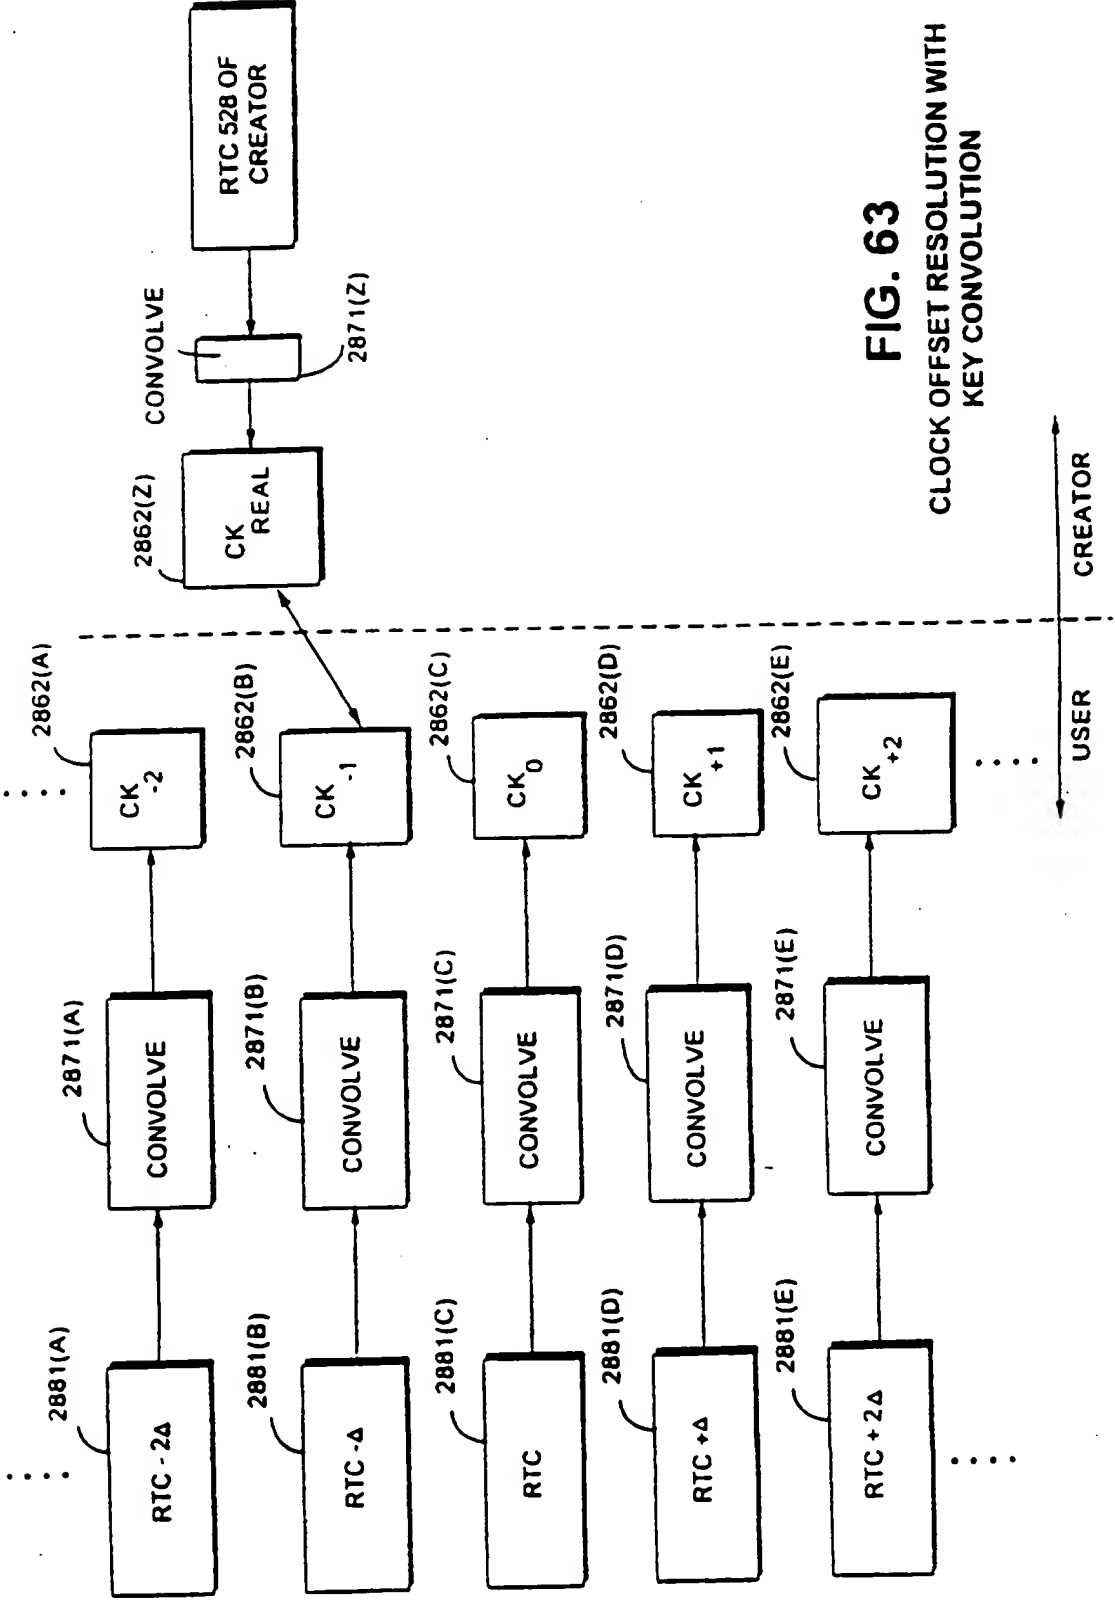 2881(A)
RTC - 2Δ
2871(A)
CONVOLVE
2862(A)
CK -2
2881(B)
RTC -Δ
2871(B)
CONVOLVE
2862(B)
CK -1
2881(C)
RTC
2871(C)
CONVOLVE
2862(C)
CK 0
2881(D)
RTC +Δ
2871(D)
CONVOLVE
2862(D)
CK +1
2881(E)
RTC + 2Δ
2871(E)
CONVOLVE
2862(E)
CK +2
2862(Z)
CK REAL
CONVOLVE
2871(Z)
RTC 528 OF
CREATOR
USER
CREATOR
FIG. 63
CLOCK OFFSET RESOLUTION WITH
KEY CONVOLUTION